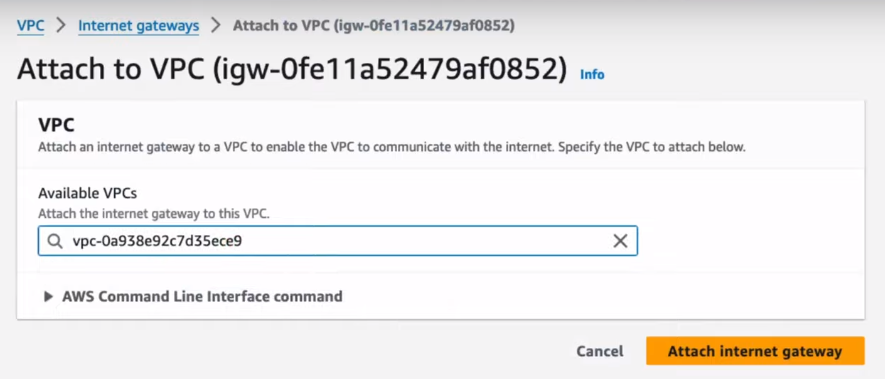 VPC > Internet gateways > Attach to VPC (igw-0fe11a52479af0852)
Attach to VPC (igw-0fe11a52479af0852) Info
VPC
Attach an internet gateway to a VPC to enable the VPC to communicate with the internet. Specify the VPC to attach below.
Available VPCs
Attach the internet gateway to this VPC.
vpc-0a938e92c7d35ece9
AWS Command Line Interface command
Cancel Attach internet gateway